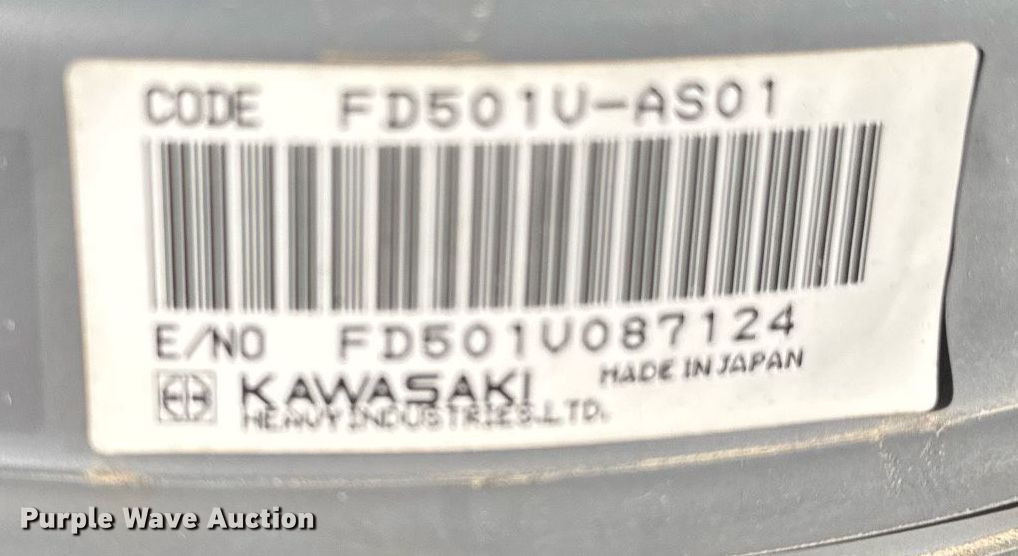 CODE FD501V-AS01
E/NO FD501V087124
KAWASAKI MADE IN JAPAN
HEAVY INDUSTRIES.LTD.
Purple Wave Auction